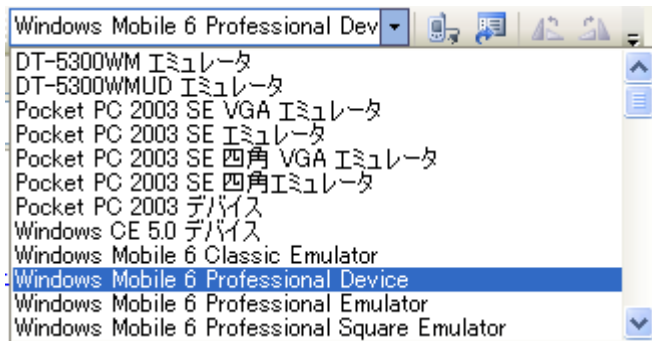 Windows Mobile 6 Professional Dev
DT-5300WM エミュレータ
DT-5300WMUD エミュレータ
Pocket PC 2003 SE VGA エミュレータ
Pocket PC 2003 SE エミュレータ
Pocket PC 2003 SE 四角 VGA エミュレータ
Pocket PC 2003 SE 四角エミュレータ
Pocket PC 2003 デバイス
Windows CE 5.0 デバイス
Windows Mobile 6 Classic Emulator
Windows Mobile 6 Professional Device
Windows Mobile 6 Professional Emulator
Windows Mobile 6 Professional Square Emulator